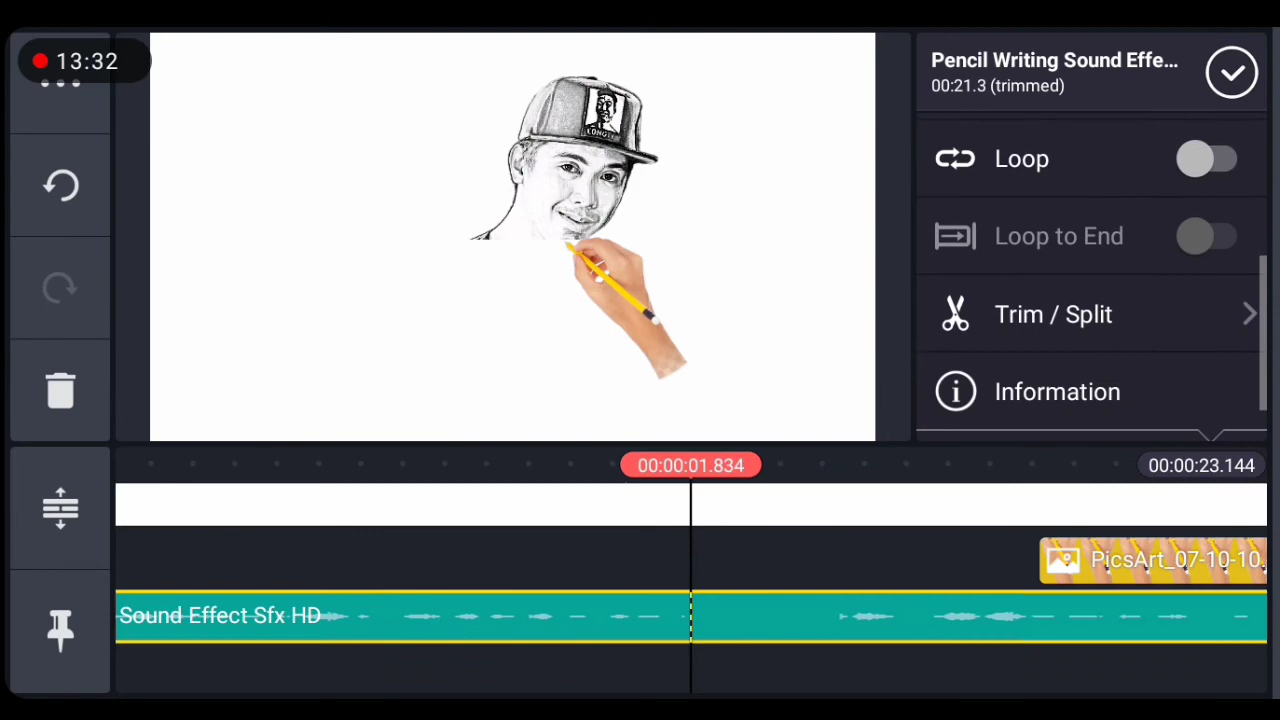 13:32
Pencil Writing Sound Effe...
00:21.3 (trimmed)
Loop
Loop to End
Trim / Split
Information
00:00:01.834
00:00:23.144
PicsArt_07-10-10.
Sound Effect Sfx HD